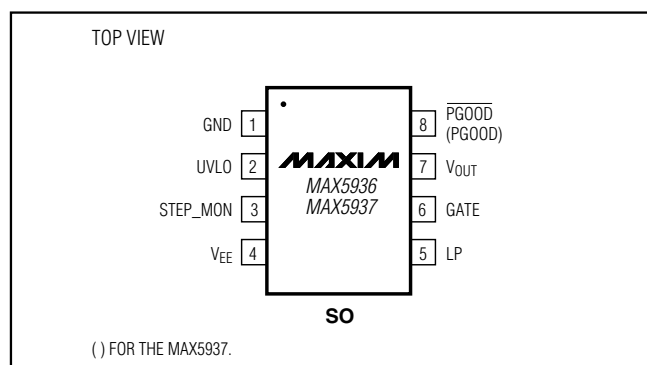 TOP VIEW
GND 1
UVLO 2
STEP_MON 3
VEE 4
MAXIM
MAX5936
MAX5937
8 PGOOD
(PGOOD)
7 VOUT
6 GATE
5 LP
SO
( ) FOR THE MAX5937.